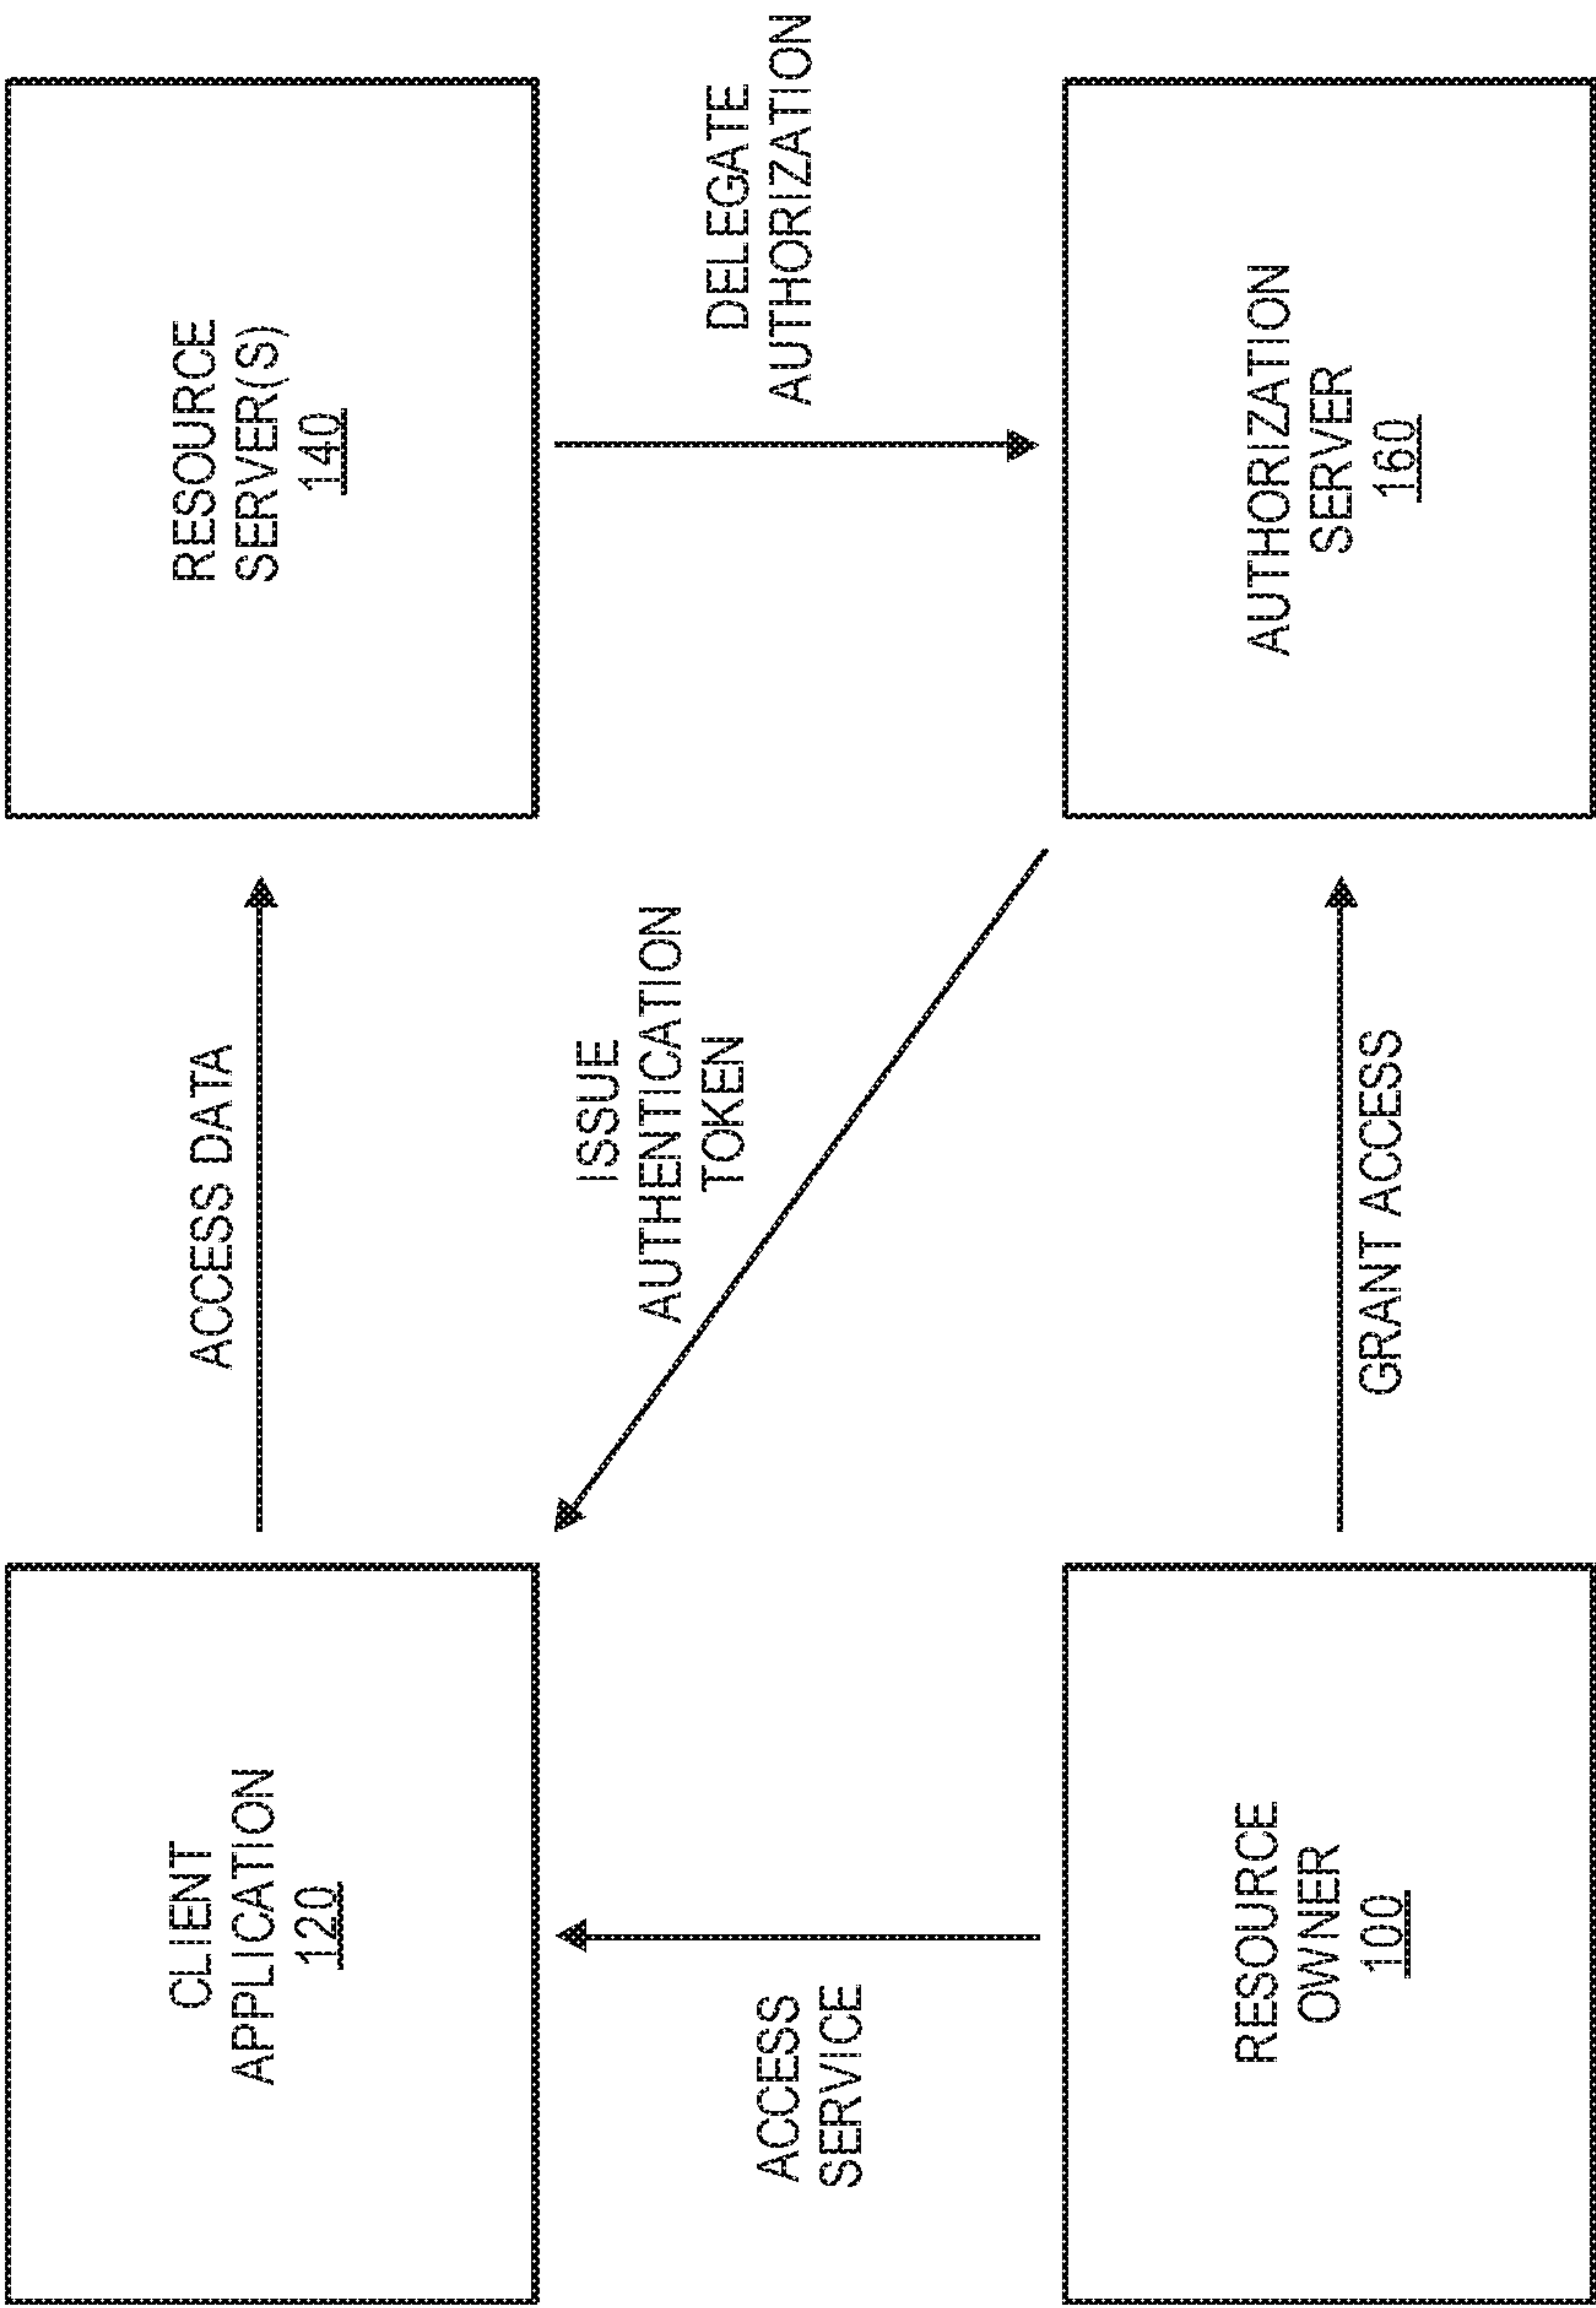 CLIENT
APPLICATION
120
ACCESS DATA
RESOURCE
SERVER(S)
140
ACCESS
SERVICE
ISSUE
AUTHENTICATION
TOKEN
DELEGATE
AUTHORIZATION
RESOURCE
OWNER
100
GRANT ACCESS
AUTHORIZATION
SERVER
160